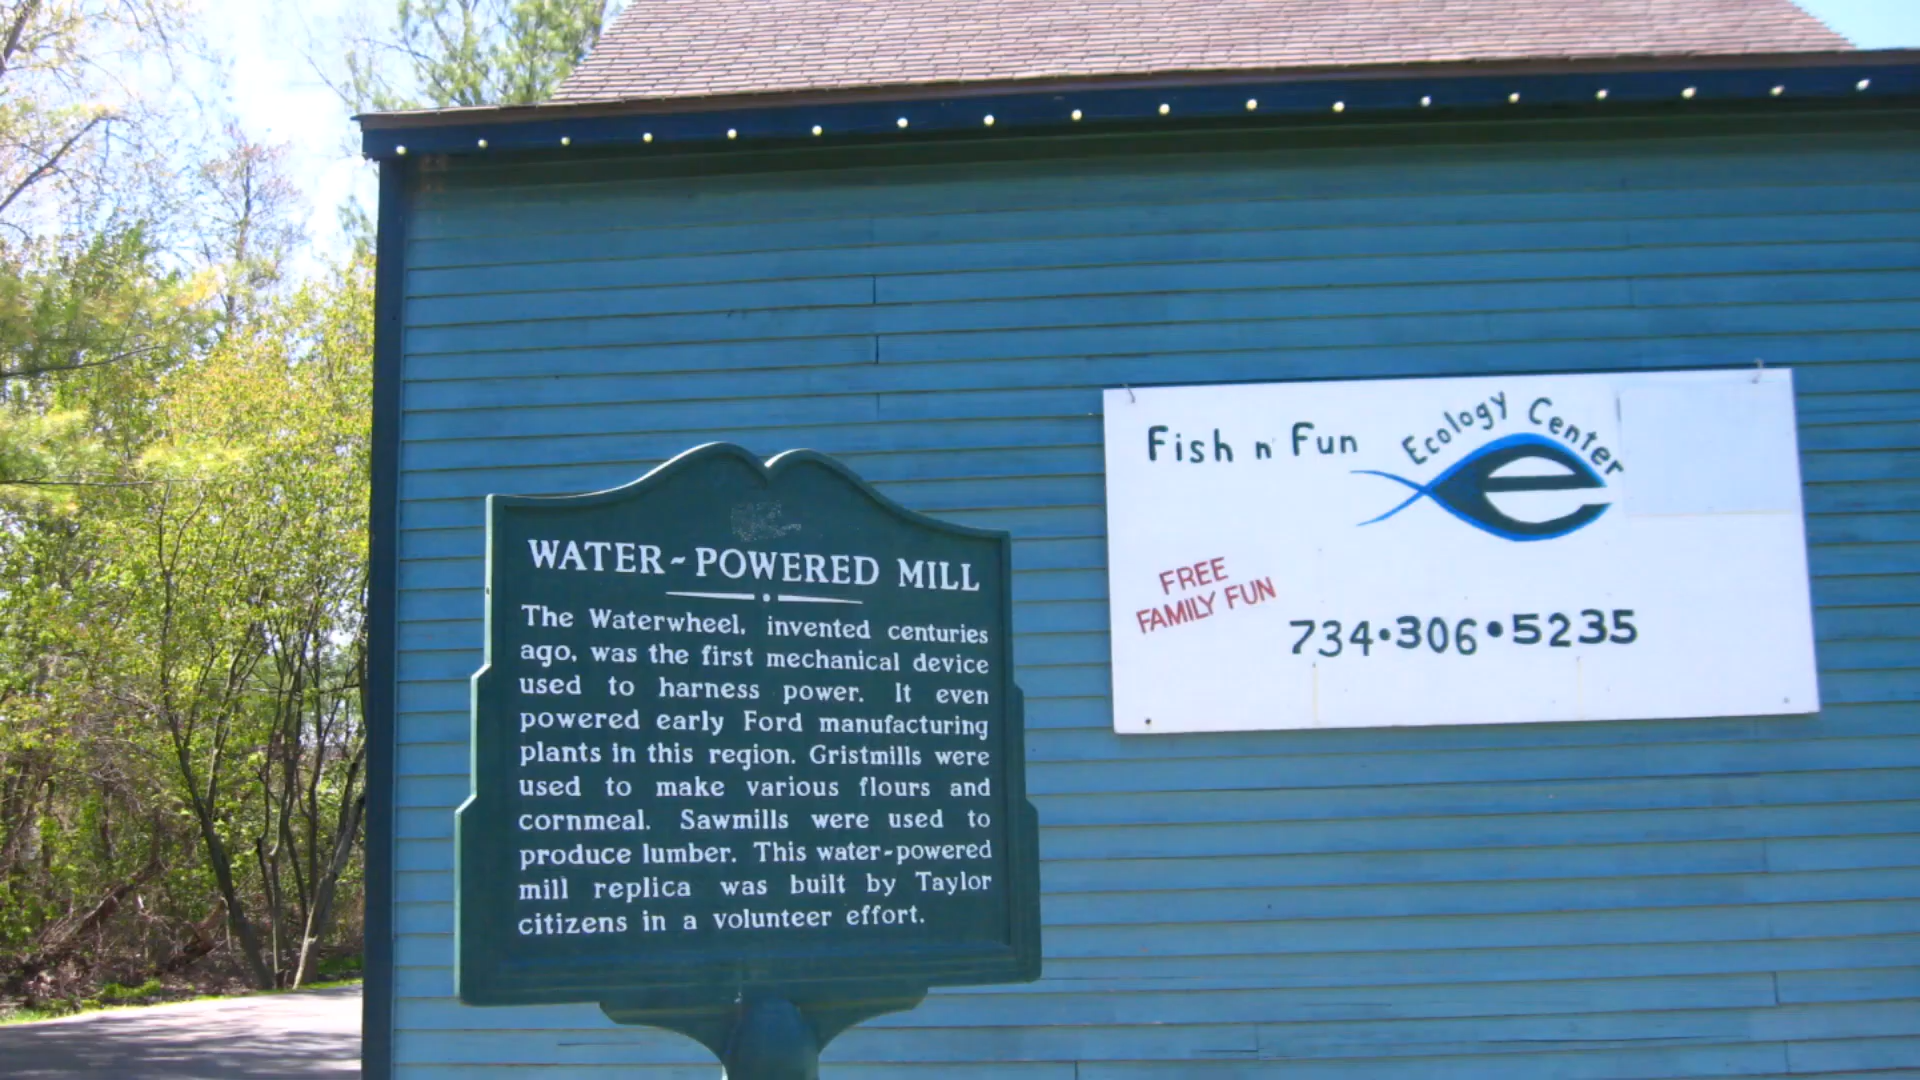 WATER-POWERED MILL
The Waterwheel, invented centuries
ago, was the first mechanical device
used to harness power. It even
powered early Ford manufacturing
plants in this region. Gristmills were
used to make various flours and
cornmeal. Sawmills were used to
produce lumber. This water-powered
mill replica was built by Taylor
citizens in a volunteer effort.
Fish n Fun
Ecology Center
e
FREE
FAMILY FUN
734•306•5235